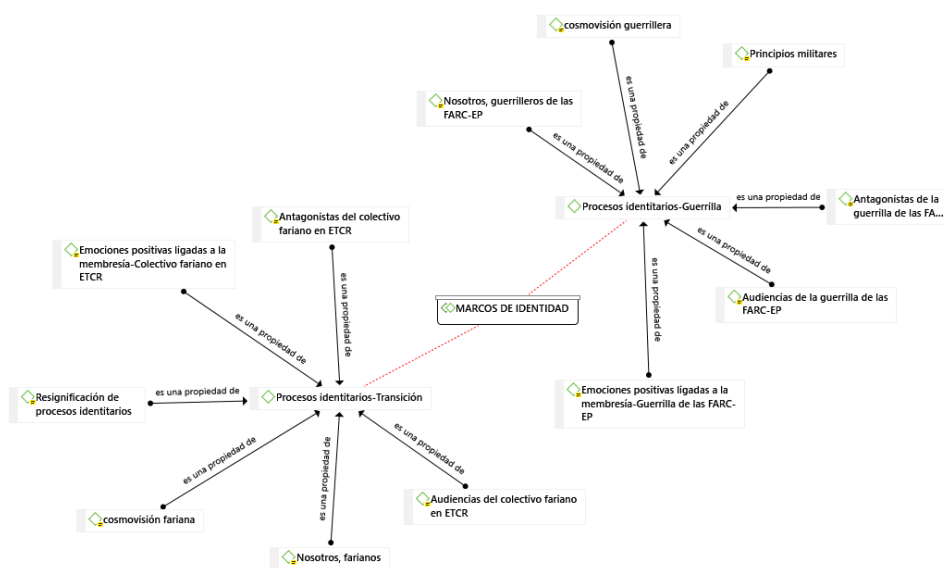 cosmovisión guerrillera
Principios militares
Nosotros, guerrilleros de las
FARC-EP
es una propiedad de
es una propiedad de
es una propiedad de
es una propiedad de
Antagonistas de la
guerrilla de las FA...
Procesos identitarios-Guerrilla
Antagonistas del colectivo
fariano en ETCR
es una propiedad de
Emociones positivas ligadas a la
membresía-Colectivo fariano en
ETCR
es una propiedad de
es una propiedad de
Audiencias de la guerrilla de las
FARC-EP
MARCOS DE IDENTIDAD
es una propiedad de
Emociones positivas ligadas a la
membresía-Guerrilla de las FARC-
EP
Resignificación de
procesos identitarios
es una propiedad de
Procesos identitarios-Transición
es una propiedad de
es una propiedad de
es una propiedad de
Audiencias del colectivo fariano
en ETCR
cosmovisión fariana
Nosotros, farianos